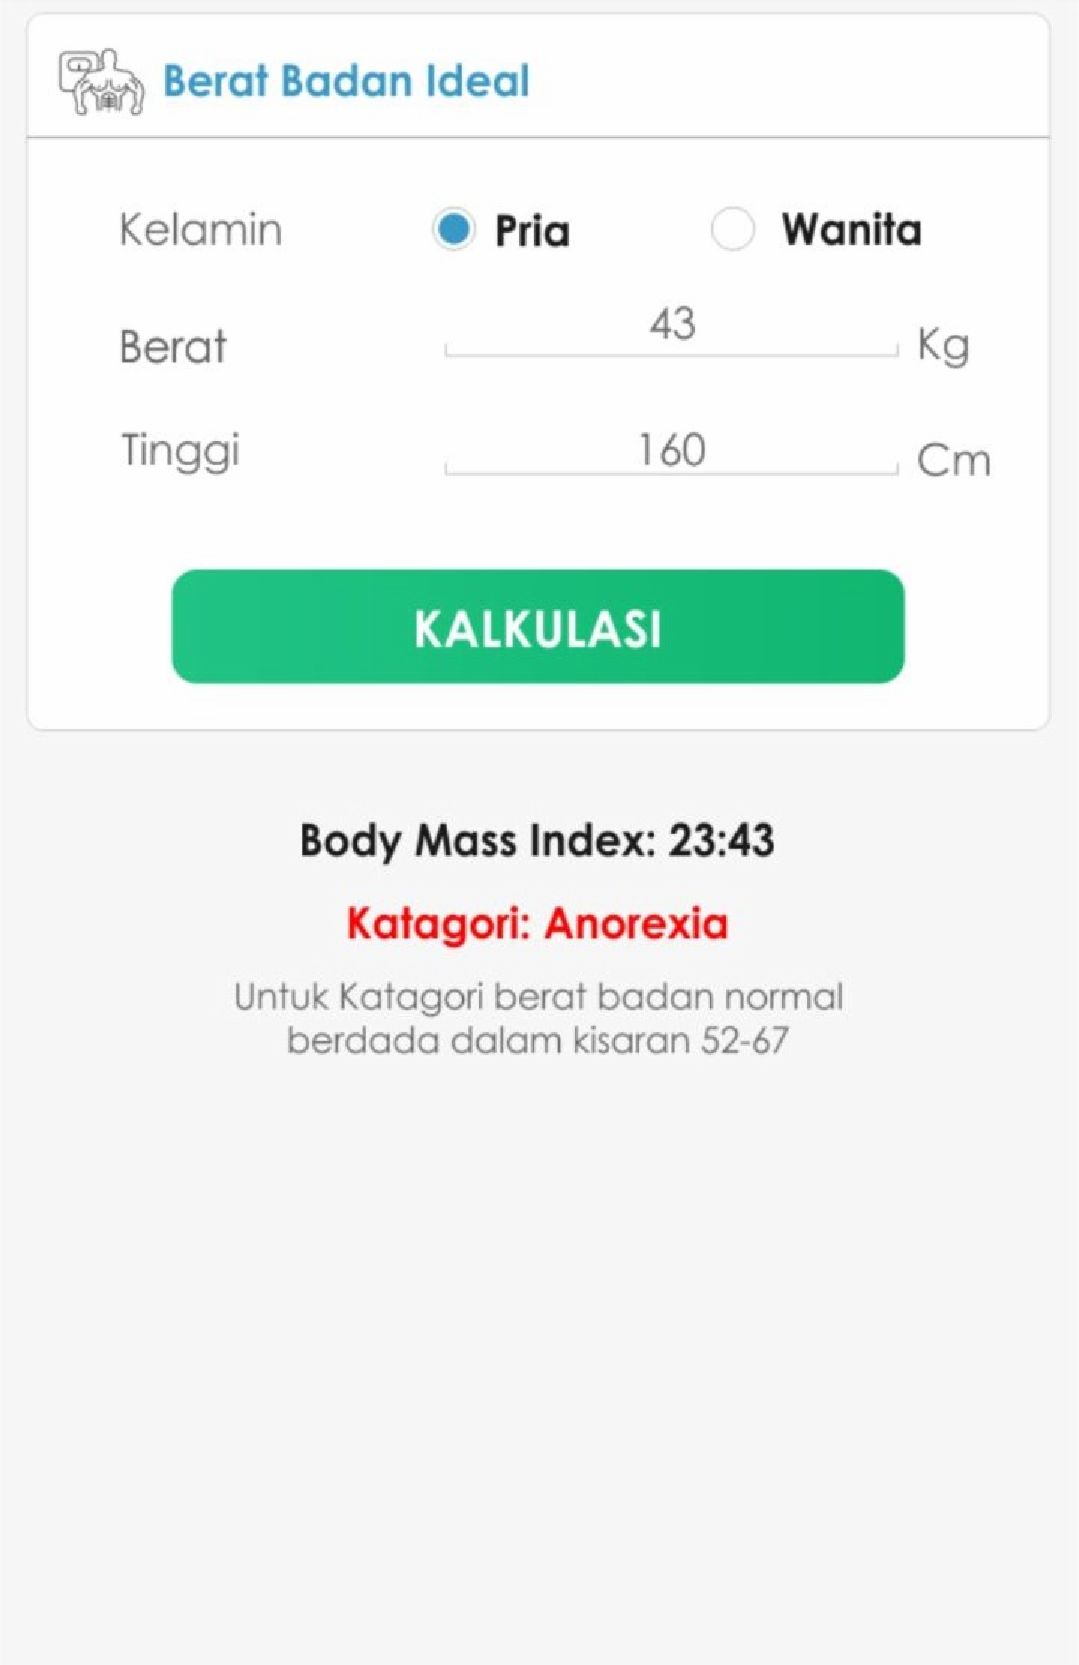 Berat Badan Ideal
Kelamin Pria Wanita
Berat 43 Kg
Tinggi 160 Cm
KALKULASI
Body Mass Index: 23:43
Katagori: Anorexia
Untuk Katagori berat badan normal
berdada dalam kisaran 52-67